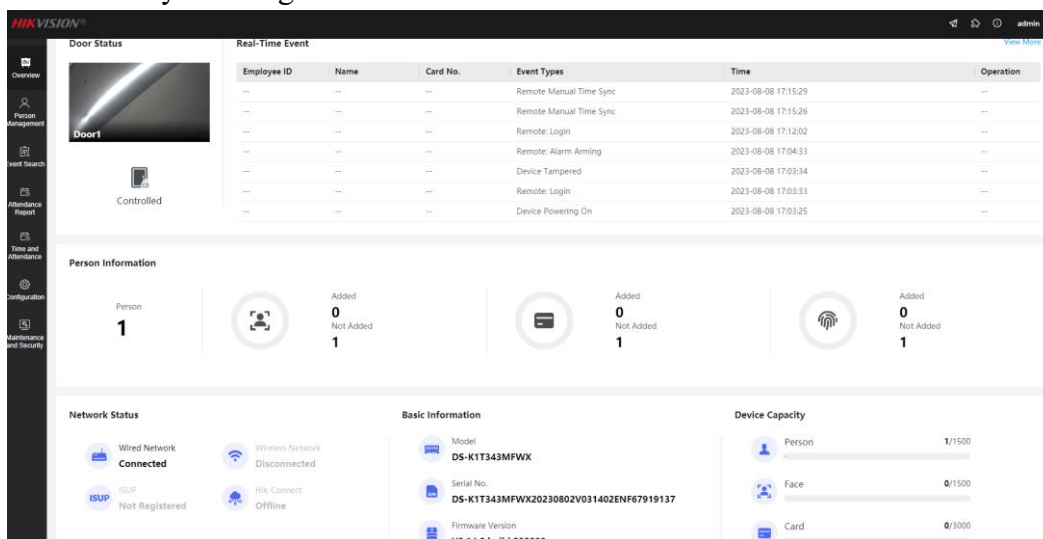 HIKVISION®
admin
Door Status
Real-Time Event
View More
Employee ID Name Card No. Event Types Time Operation
-- -- -- Remote Manual Time Sync 2023-08-08 17:15:29 --
-- -- -- Remote Manual Time Sync 2023-08-08 17:15:26 --
-- -- -- Remote: Login 2023-08-08 17:12:02 --
-- -- -- Remote: Alarm Arming 2023-08-08 17:04:33 --
-- -- -- Device Tampered 2023-08-08 17:03:34 --
-- -- -- Remote: Login 2023-08-08 17:03:33 --
-- -- -- Device Powering On 2023-08-08 17:03:25 --
Door1
Controlled
Overview
Person
Management
Event Search
Attendance
Report
Time and
Attendance
Configuration
Maintenance
and Security
Person Information
Person
1
Added
0
Not Added
1
Added
0
Not Added
1
Added
0
Not Added
1
Network Status
Wired Network
Connected
Wireless Network
Disconnected
ISUP
ISUP
Not Registered
Hik-Connect
Offline
Basic Information
Model
DS-K1T343MFWX
Serial No.
DS-K1T343MFWX20230802V031402ENF67919137
Firmware Version
Device Capacity
Person 1/1500
Face 0/1500
Card 0/3000